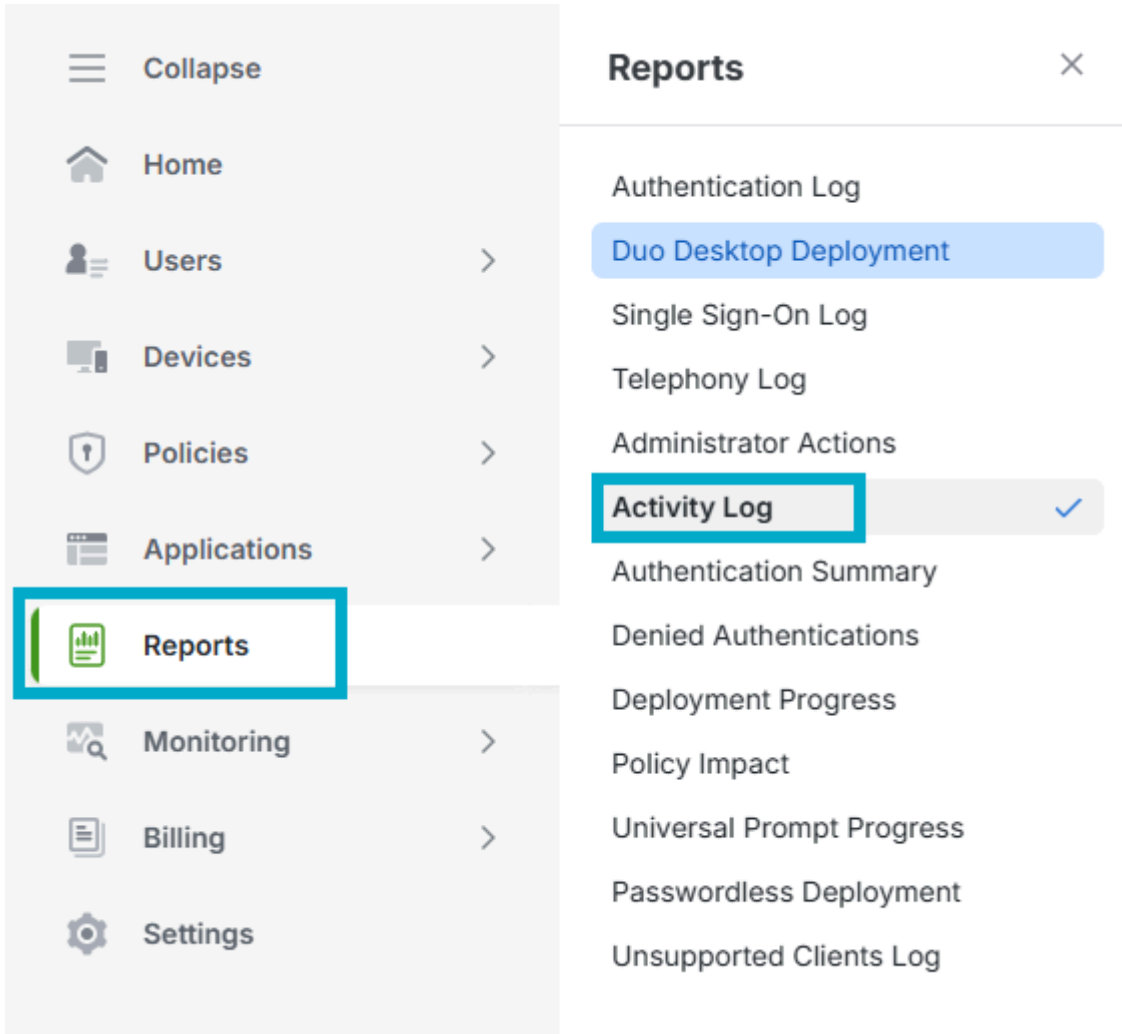 Collapse
Home
Users
Devices
Policies
Applications
Reports
Monitoring
Billing
Settings
Reports
Authentication Log
Duo Desktop Deployment
Single Sign-On Log
Telephony Log
Administrator Actions
Activity Log
Authentication Summary
Denied Authentications
Deployment Progress
Policy Impact
Universal Prompt Progress
Passwordless Deployment
Unsupported Clients Log